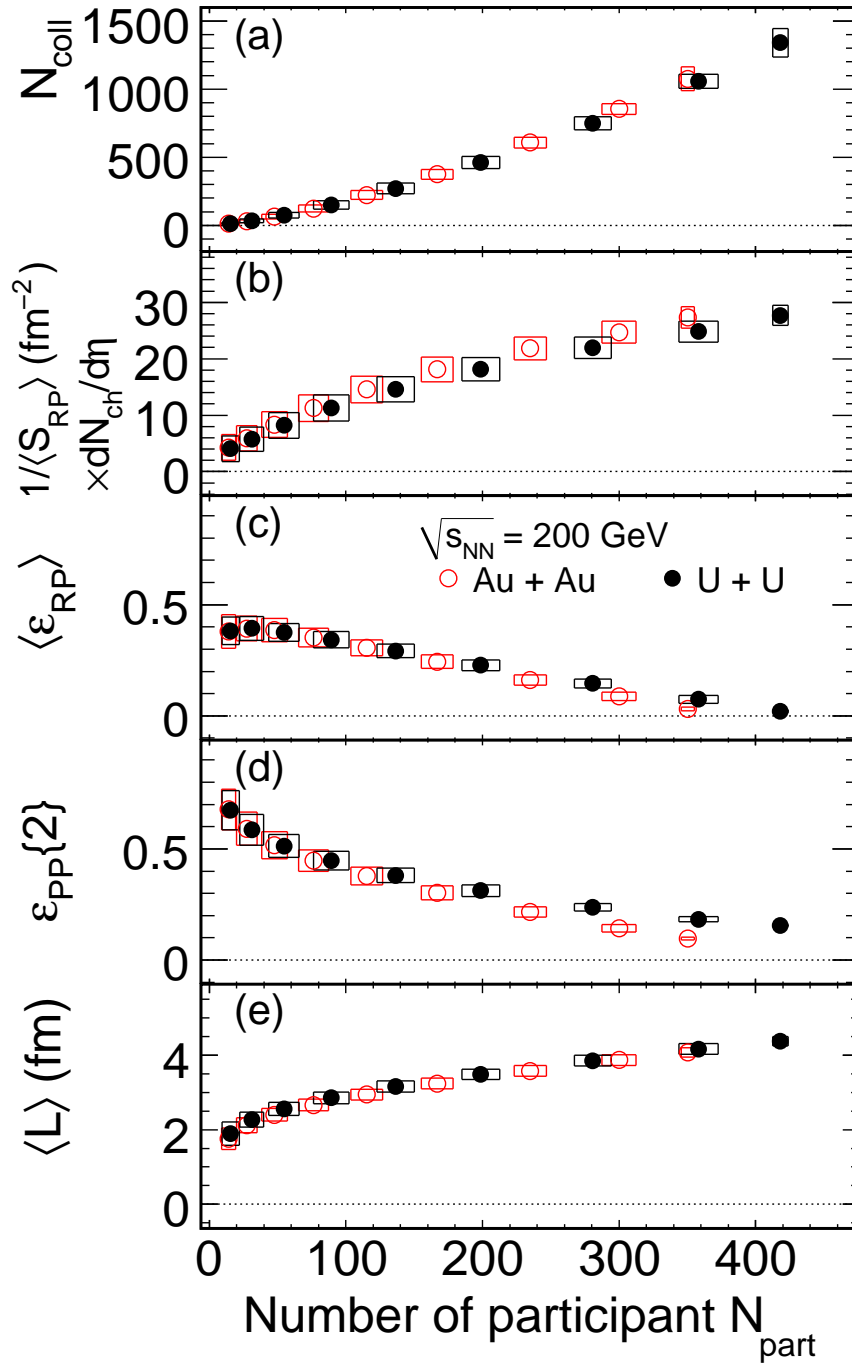 (a)
N_coll
1500
1000
500
0
(b)
1/⟨S_RP⟩ (fm⁻²)
×dN_ch/dη
30
20
10
0
(c)
√s_NN = 200 GeV
Au + Au U + U
⟨ε_RP⟩
0.5
0
(d)
ε_PP{2}
0.5
0
(e)
⟨L⟩ (fm)
4
2
0
0 100 200 300 400
Number of participant N_part